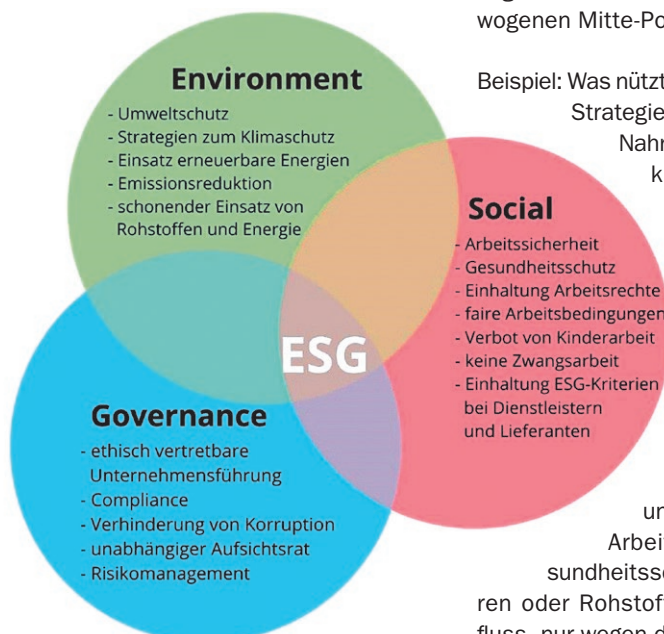 wogenen Mitte-Po
Beispiel: Was nützt
Strategie
Nahr
k
Environment
- Umweltschutz
- Strategien zum Klimaschutz
- Einsatz erneuerbare Energien
- Emissionsreduktion
- schonender Einsatz von
Rohstoffen und Energie
Social
- Arbeitssicherheit
- Gesundheitsschutz
- Einhaltung Arbeitsrechte
- faire Arbeitsbedingungen
- Verbot von Kinderarbeit
- keine Zwangsarbeit
- Einhaltung ESG-Kriterien
bei Dienstleistern
und Lieferanten
ESG
Governance
- ethisch vertretbare
Unternehmensführung
- Compliance
- Verhinderung von Korruption
- unabhängiger Aufsichtsrat
- Risikomanagement
un
Arbeit
sundheitssc
ren oder Rohstof
fluss, nur wegen d